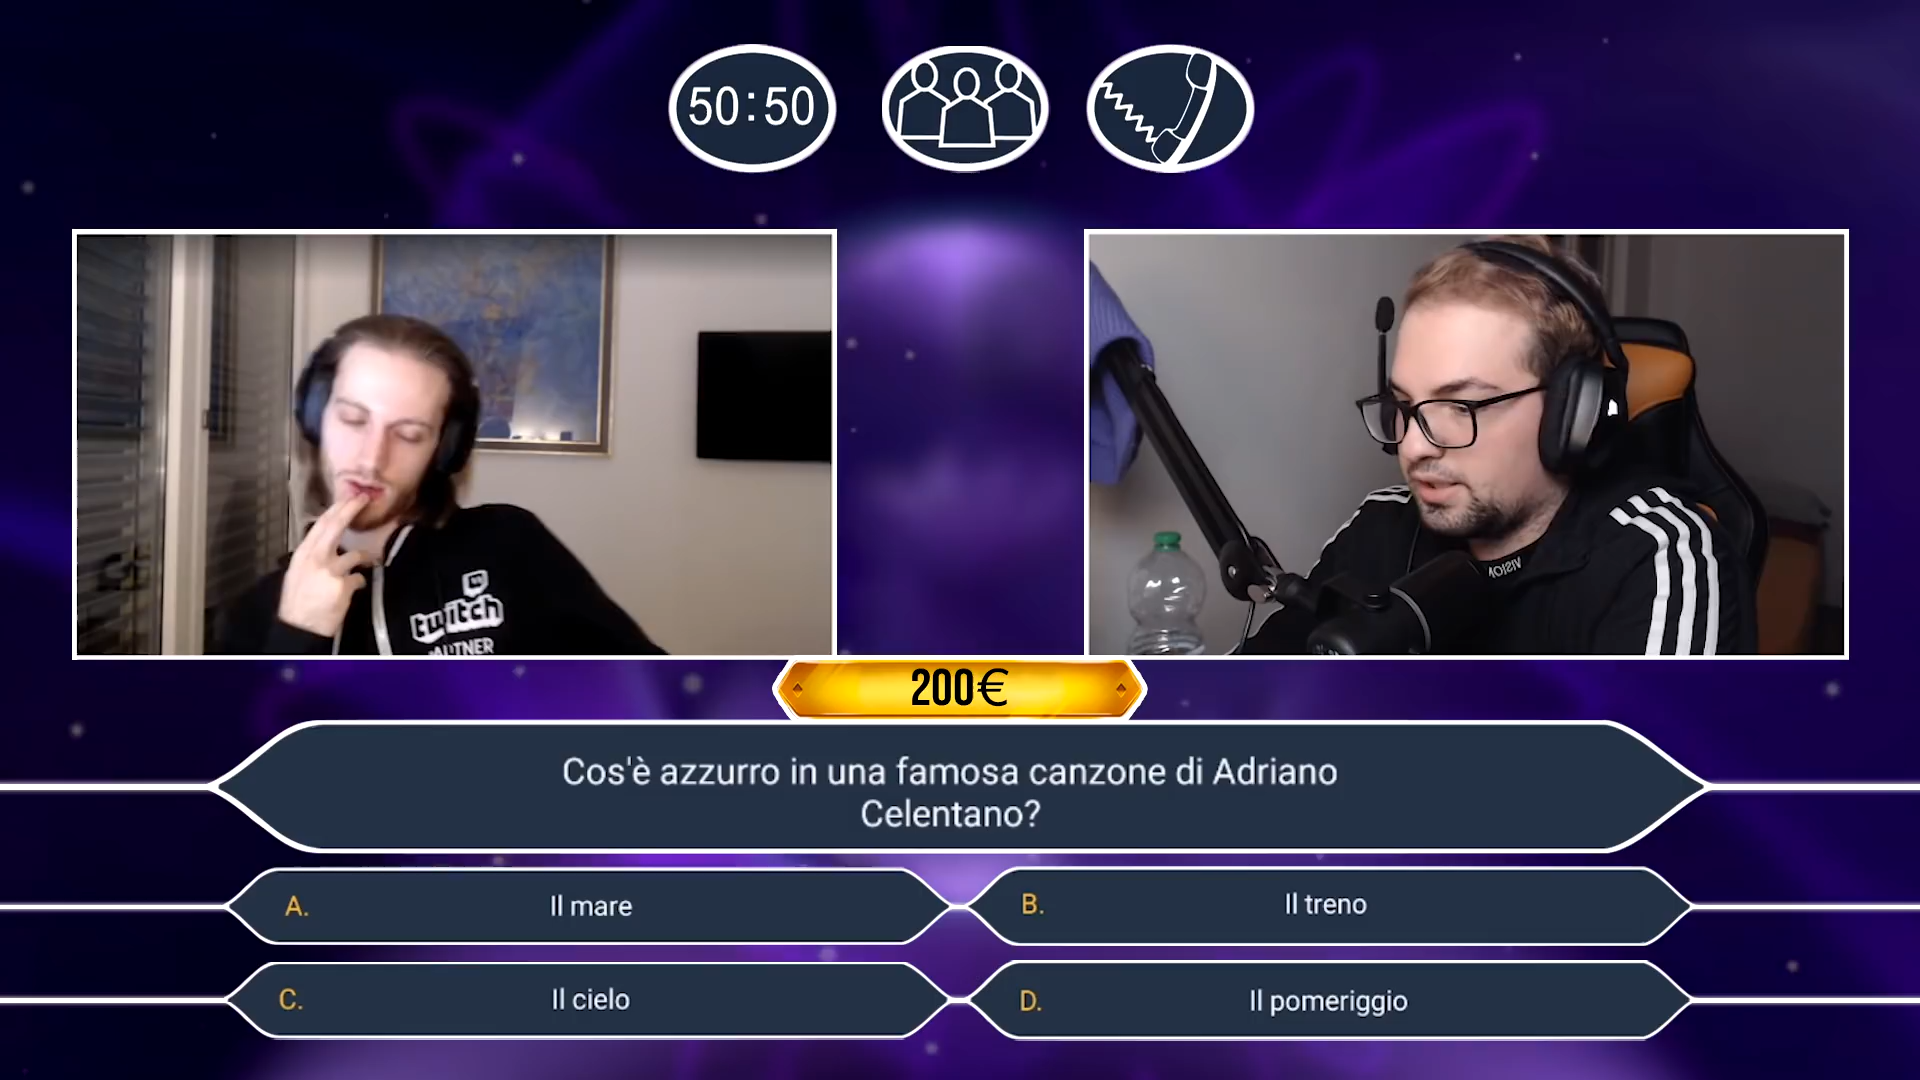 50:50
twitch
200€
Cos'è azzurro in una famosa canzone di Adriano
Celentano?
A. Il mare
B. Il treno
C. Il cielo
D. Il pomeriggio